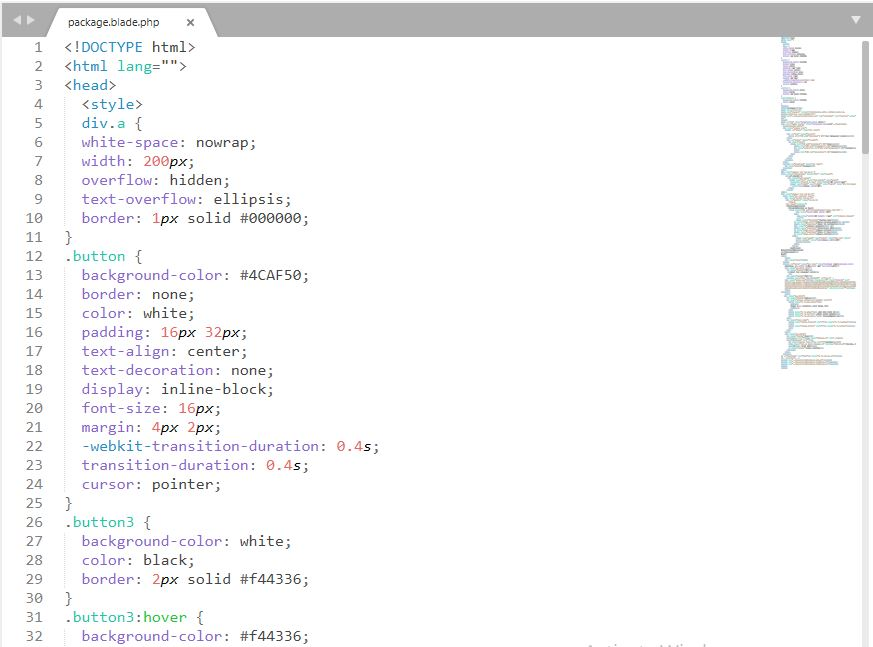 package.blade.php ×
1 <!DOCTYPE html>
2 <html lang="">
3 <head>
4 <style>
5 div.a {
6 white-space: nowrap;
7 width: 200px;
8 overflow: hidden;
9 text-overflow: ellipsis;
10 border: 1px solid #000000;
11 }
12 .button {
13 background-color: #4CAF50;
14 border: none;
15 color: white;
16 padding: 16px 32px;
17 text-align: center;
18 text-decoration: none;
19 display: inline-block;
20 font-size: 16px;
21 margin: 4px 2px;
22 -webkit-transition-duration: 0.4s;
23 transition-duration: 0.4s;
24 cursor: pointer;
25 }
26 .button3 {
27 background-color: white;
28 color: black;
29 border: 2px solid #f44336;
30 }
31 .button3:hover {
32 background-color: #f44336;